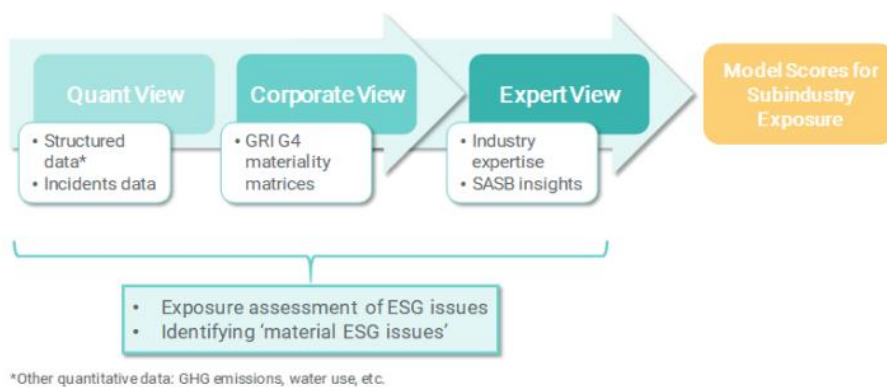 Quant View
Corporate View
Expert View
Model Scores for
Subindustry
Exposure
• Structured
data*
• Incidents data
• GRI G4
materiality
matrices
• Industry
expertise
• SASB insights
• Exposure assessment of ESG issues
• Identifying ‘material ESG issues’
*Other quantitative data: GHG emissions, water use, etc.